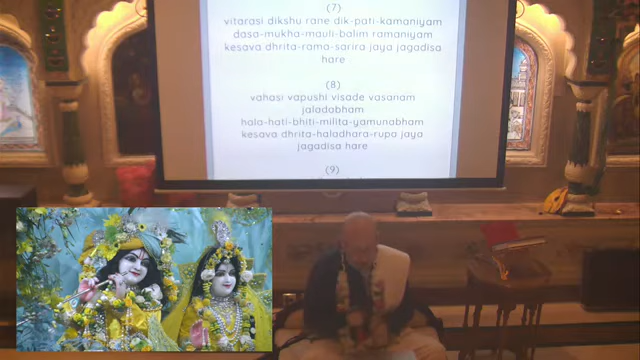 (7)
vitarasi dikshu rane dik-pati-kamaniyam
dasa-mukha-mauli-balim ramaniyam
kesava dhrita-rama-sarira jaya jagadisa
hare
(8)
vahasi vapushi visade vasanam
jaladabham
hala-hati-bhiti-milita-yamunabham
kesava dhrita-haladhara-rupa jaya
jagadisa hare
(9)